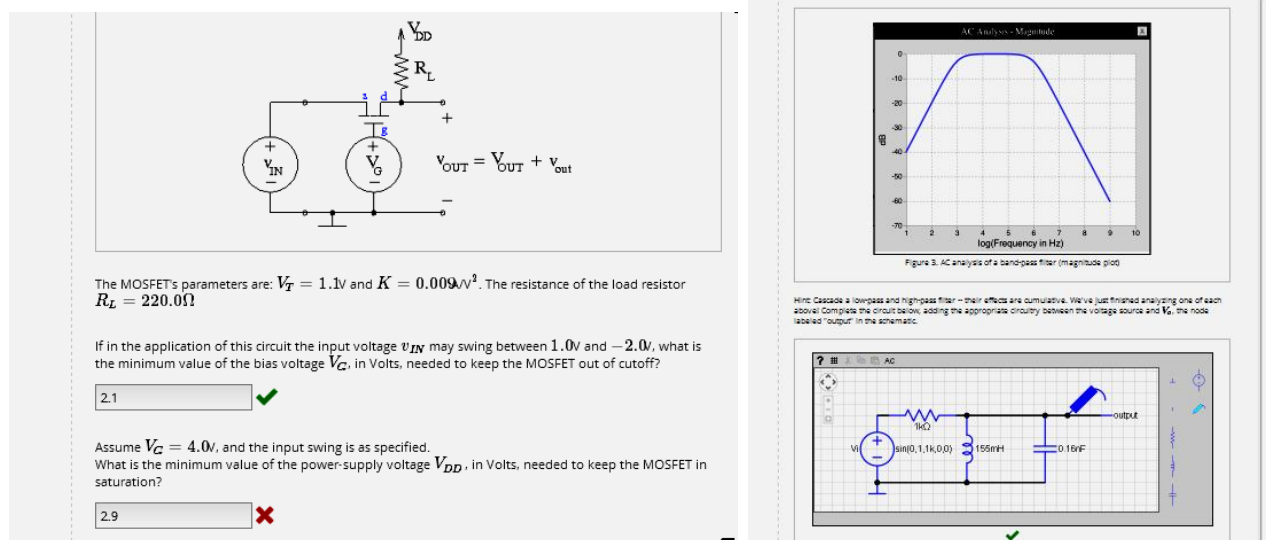 V_DD
R_L
s d
g
+
+
v_IN
−
+
V_G
−
v_OUT = V_OUT + v_out
−
The MOSFET's parameters are: V_T = 1.1V and K = 0.009A/V². The resistance of the load resistor
R_L = 220.0Ω
If in the application of this circuit the input voltage v_IN may swing between 1.0V and −2.0V, what is
the minimum value of the bias voltage V_G, in Volts, needed to keep the MOSFET out of cutoff?
2.1
Assume V_G = 4.0V, and the input swing is as specified.
What is the minimum value of the power-supply voltage V_DD, in Volts, needed to keep the MOSFET in
saturation?
2.9
AC Analysis - Magnitude
0
-10
-20
-30
-40
-50
-60
-70
dB
1 2 3 4 5 6 7 8 9 10
log(Frequency in Hz)
Figure 3. AC analysis of a band-pass filter (magnitude plot)
Hint: Cascade a low-pass and high-pass filter -- their effects are cumulative. We've just finished analyzing one of each
above! Complete the circuit below, adding the appropriate circuitry between the voltage source and V_o, the node
labeled "output" in the schematic.
? AC
output
1kΩ
Vi
+
−
sin(0,1,1k,0,0)
155mH
0.16nF